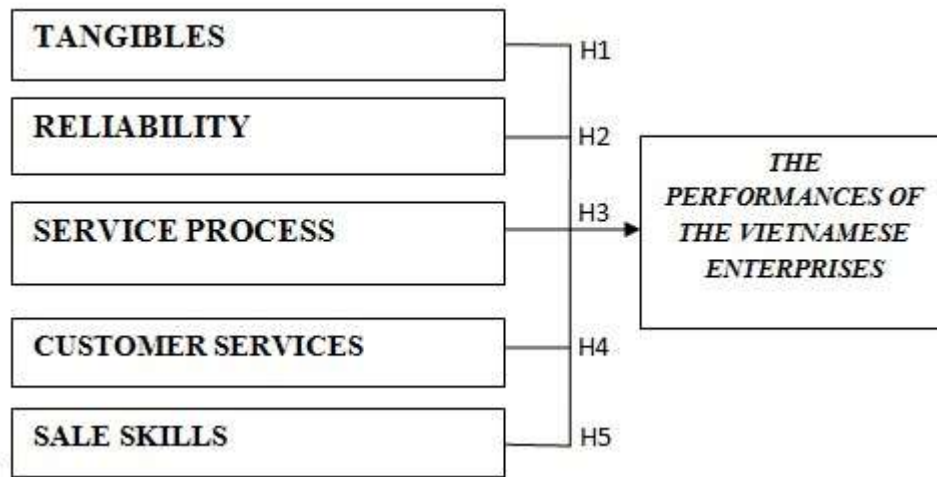 TANGIBLES
H1
RELIABILITY
H2
SERVICE PROCESS
H3
CUSTOMER SERVICES
H4
SALE SKILLS
H5
THE
PERFORMANCES OF
THE VIETNAMESE
ENTERPRISES